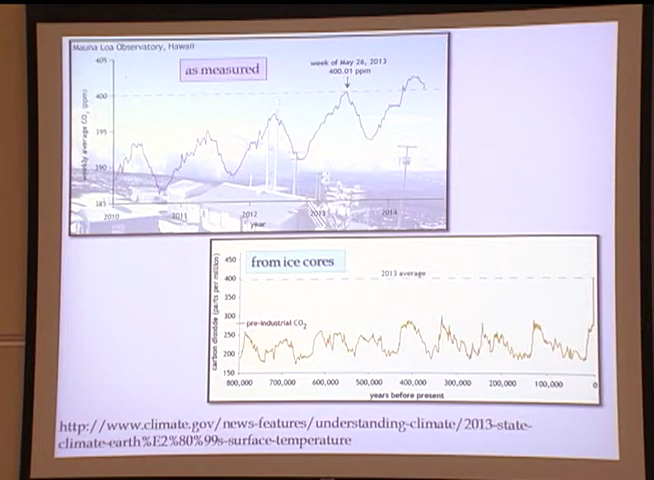 Mauna Loa Observatory, Hawaii
as measured
week of May 26, 2013
400.01 ppm
weekly average CO2 (ppm)
405
400
395
390
385
2010 2011 2012 2013 2014
year
from ice cores
2013 average
carbon dioxide (parts per million)
450
400
350
300
pre-industrial CO2
250
200
150
800,000 700,000 600,000 500,000 400,000 300,000 200,000 100,000 0
years before present
http://www.climate.gov/news-features/understanding-climate/2013-state-
climate-earth%E2%80%99s-surface-temperature